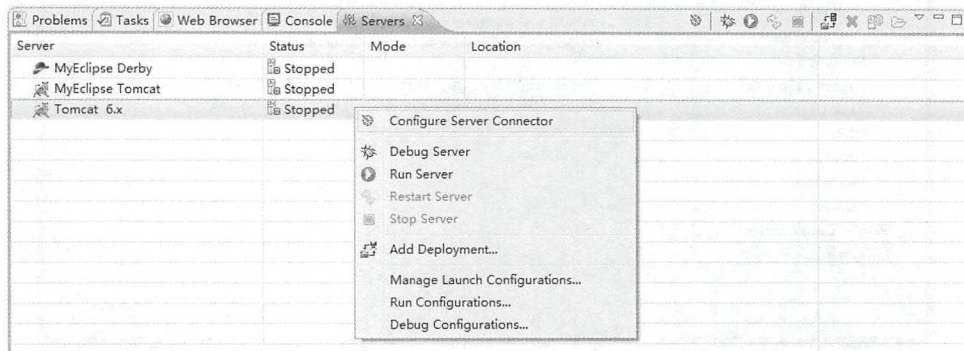 Problems Tasks Web Browser Console Servers
Server Status Mode Location
MyEclipse Derby Stopped
MyEclipse Tomcat Stopped
Tomcat 6.x Stopped
Configure Server Connector
Debug Server
Run Server
Restart Server
Stop Server
Add Deployment...
Manage Launch Configurations...
Run Configurations...
Debug Configurations...